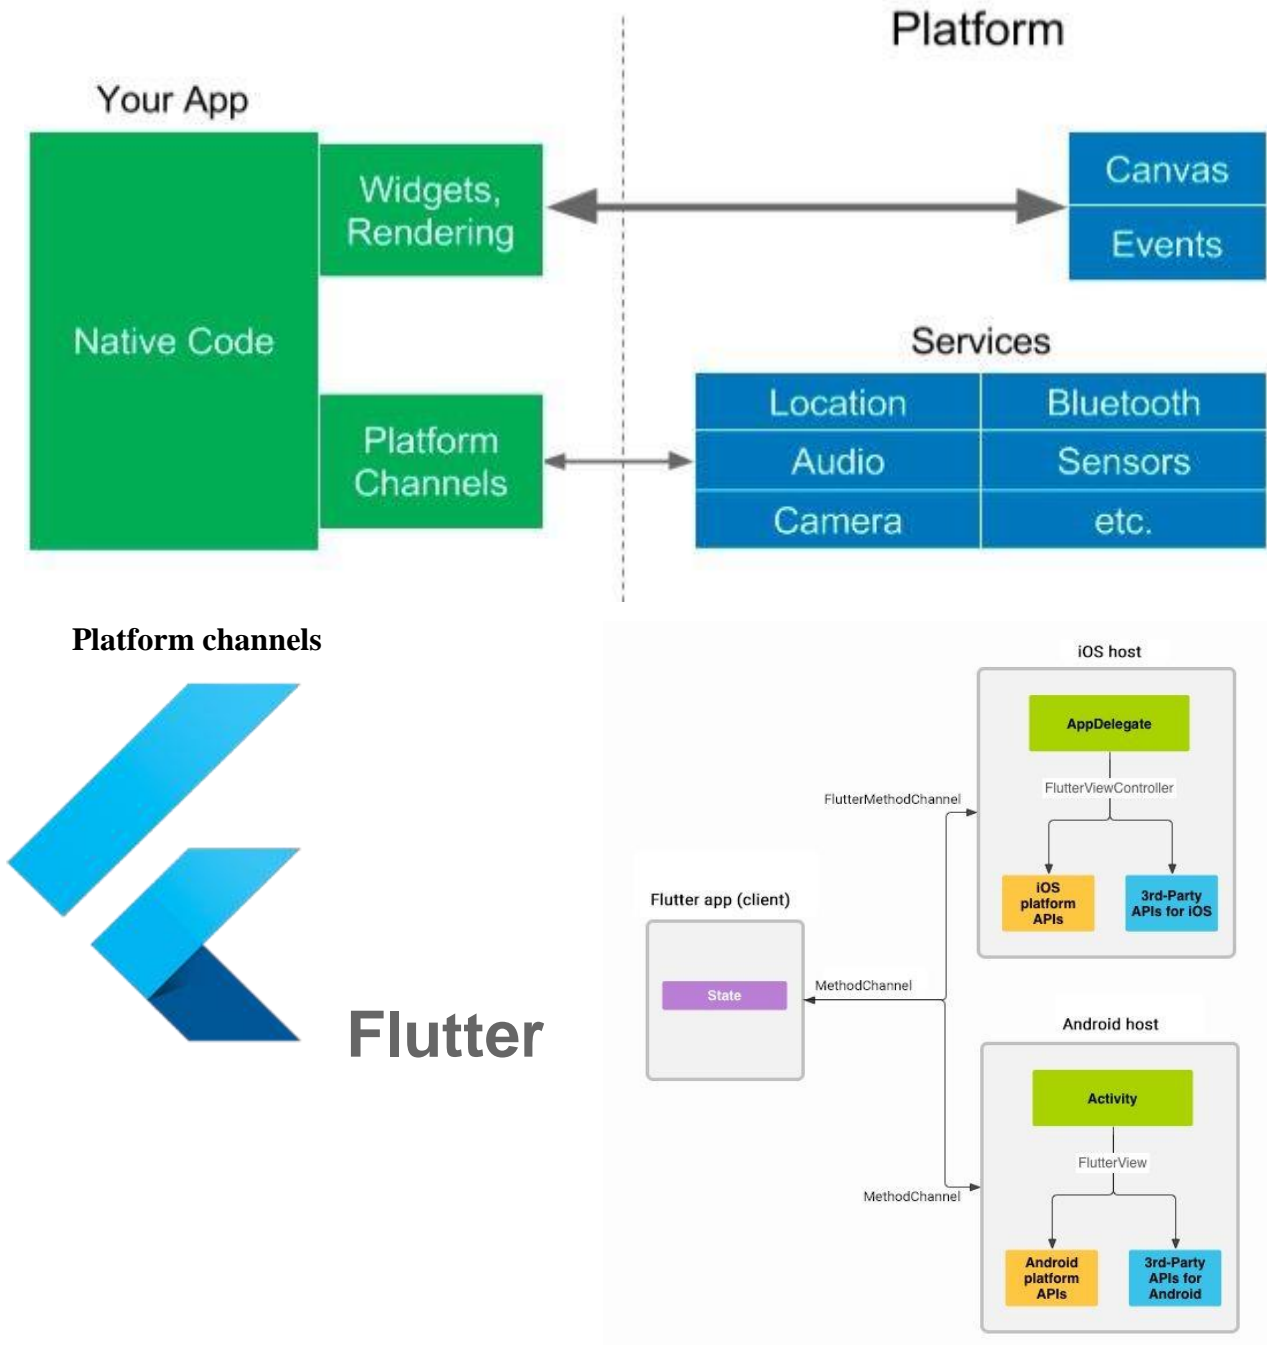 Platform
Your App
Widgets,
Rendering
Native Code
Platform
Channels
Canvas
Events
Services
Location
Bluetooth
Audio
Sensors
Camera
etc.
Platform channels
Flutter
iOS host
AppDelegate
FlutterViewController
FlutterMethodChannel
iOS
platform
APIs
3rd-Party
APIs for iOS
Flutter app (client)
State
MethodChannel
Android host
Activity
FlutterView
MethodChannel
Android
platform
APIs
3rd-Party
APIs for
Android